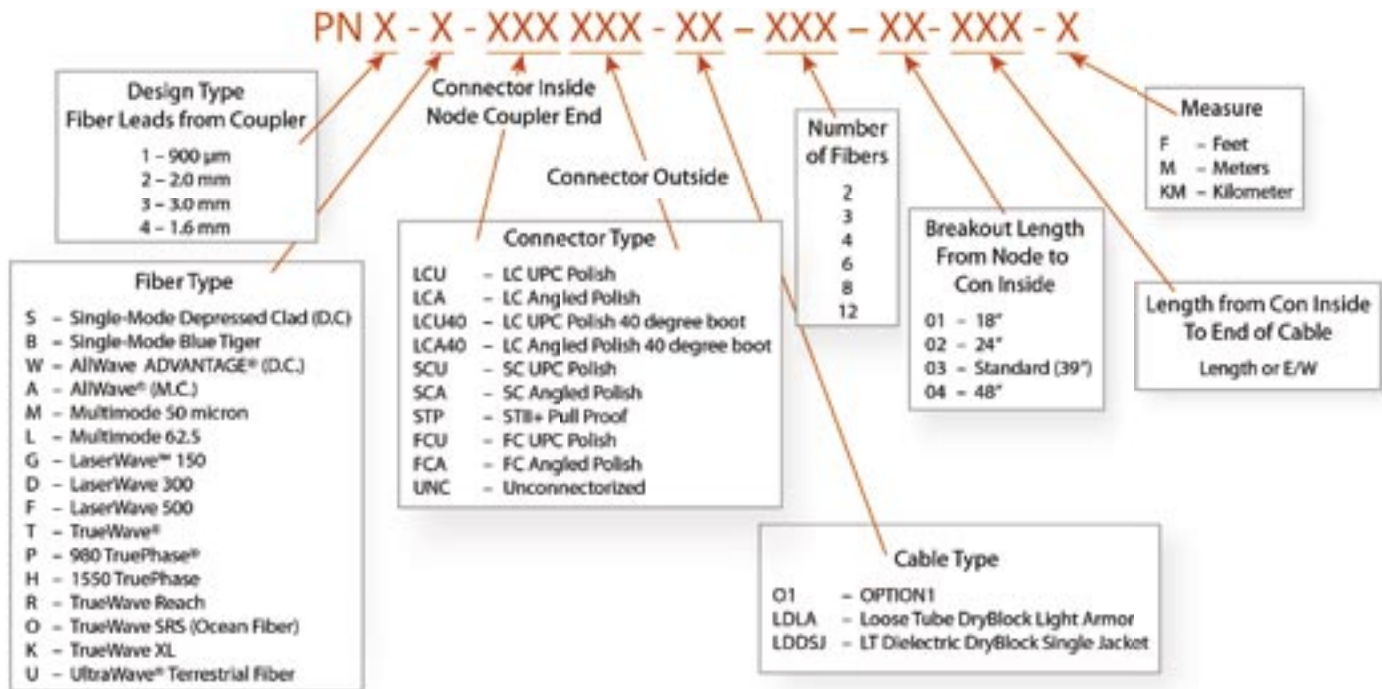 PN X - X - XXX XXX - XX – XXX – XX- XXX - X
Design Type
Fiber Leads from Coupler
1 – 900 µm
2 – 2.0 mm
3 – 3.0 mm
4 – 1.6 mm
Fiber Type
S – Single-Mode Depressed Clad (D.C)
B – Single-Mode Blue Tiger
W – AllWave ADVANTAGE® (D.C.)
A – AllWave® (M.C.)
M – Multimode 50 micron
L – Multimode 62.5
G – LaserWave™ 150
D – LaserWave 300
F – LaserWave 500
T – TrueWave®
P – 980 TruePhase®
H – 1550 TruePhase
R – TrueWave Reach
O – TrueWave SRS (Ocean Fiber)
K – TrueWave XL
U – UltraWave® Terrestrial Fiber
Connector Inside
Node Coupler End
Connector Outside
Connector Type
LCU – LC UPC Polish
LCA – LC Angled Polish
LCU40 – LC UPC Polish 40 degree boot
LCA40 – LC Angled Polish 40 degree boot
SCU – SC UPC Polish
SCA – SC Angled Polish
STP – STII+ Pull Proof
FCU – FC UPC Polish
FCA – FC Angled Polish
UNC – Unconnectorized
Cable Type
O1 – OPTION1
LDLA – Loose Tube DryBlock Light Armor
LDDSJ – LT Dielectric DryBlock Single Jacket
Number
of Fibers
2
3
4
6
8
12
Breakout Length
From Node to
Con Inside
01 – 18"
02 – 24"
03 – Standard (39")
04 – 48"
Length from Con Inside
To End of Cable
Length or E/W
Measure
F – Feet
M – Meters
KM – Kilometer